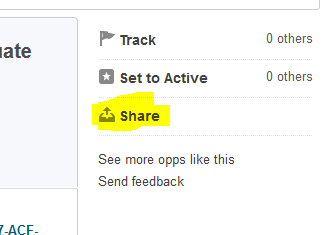 uate
Track 0 others
Set to Active 0 others
Share
See more opps like this
Send feedback
7-ACF-